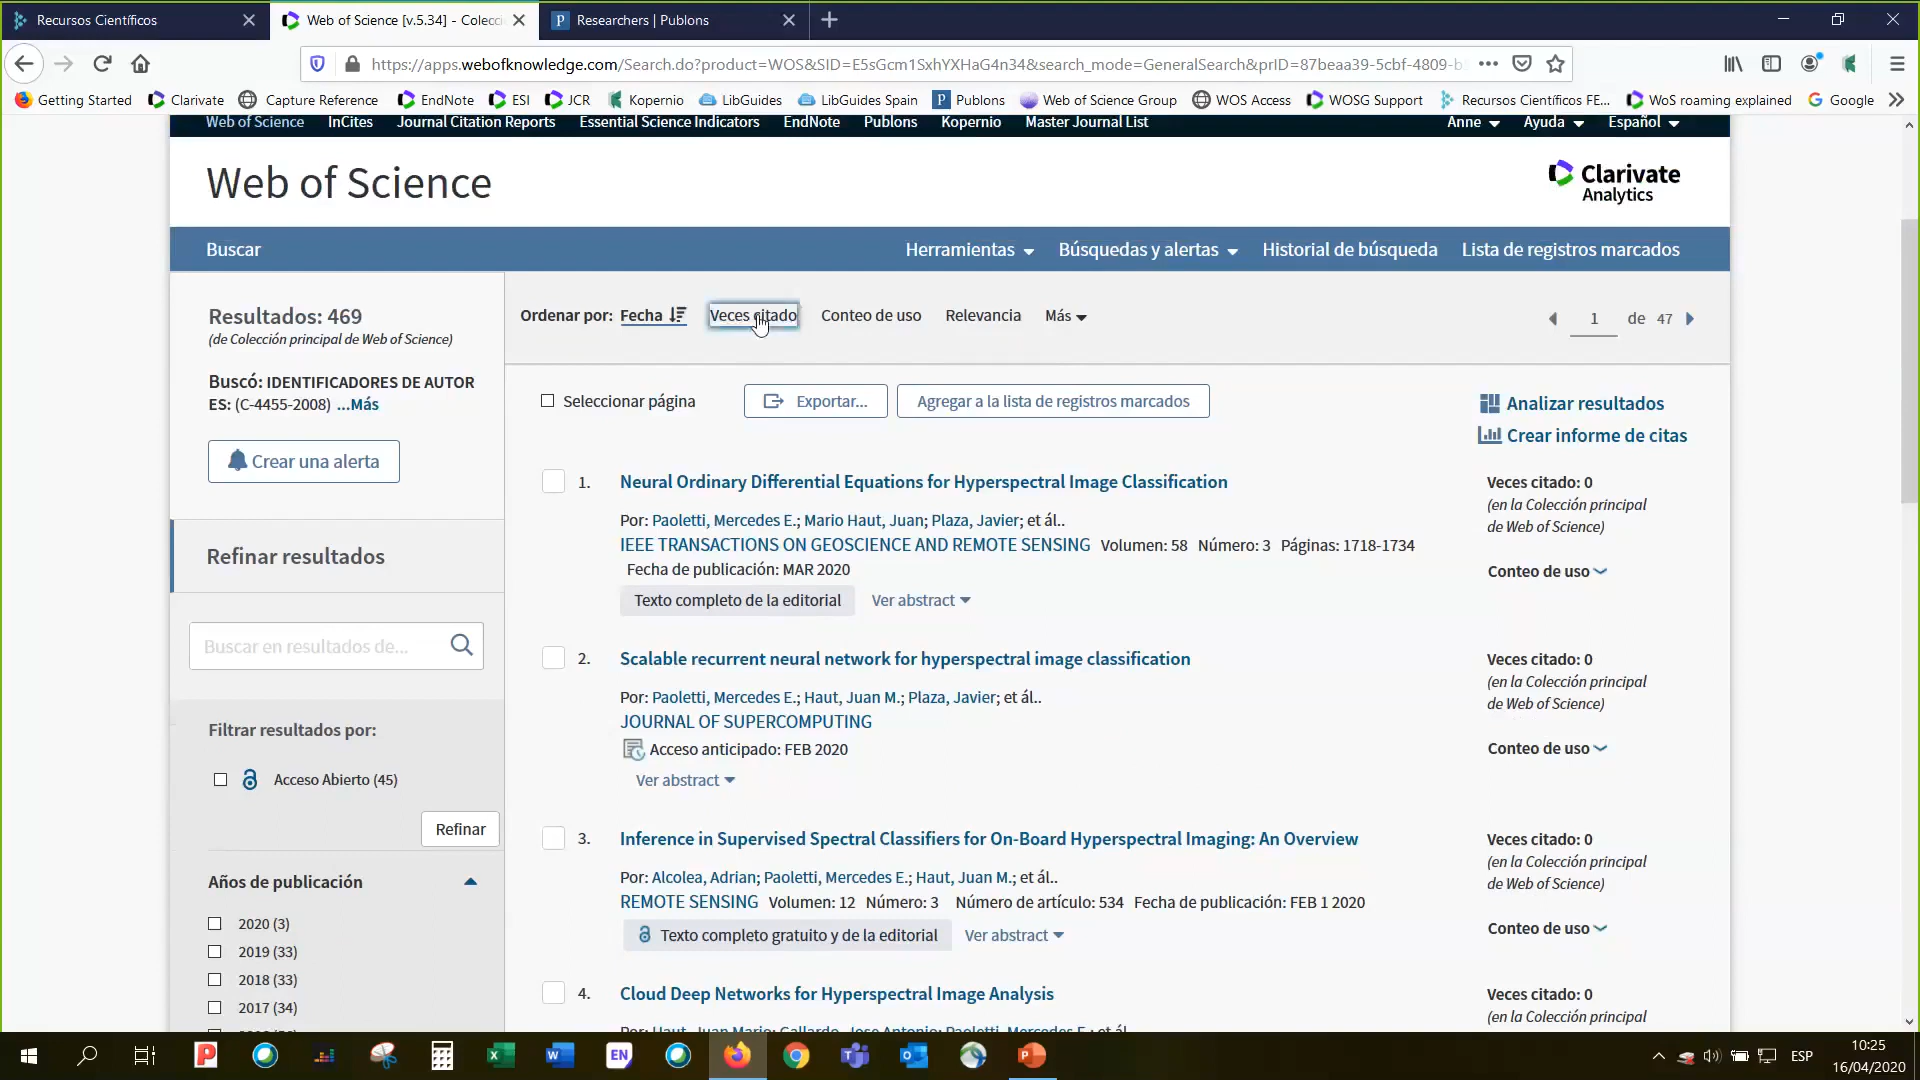 Recursos Científicos
Web of Science [v.5.34] - Colecci
Researchers | Publons
https://apps.webofknowledge.com/Search.do?product=WOS&SID=E5sGcm1SxhYXHaG4n34&search_mode=GeneralSearch&prID=87beaa39-5cbf-4809-b
Getting Started
Clarivate
Capture Reference
EndNote
ESI
JCR
Kopernio
LibGuides
LibGuides Spain
Publons
Web of Science Group
WOS Access
WOSG Support
Recursos Científicos FE...
WoS roaming explained
Google
Web of Science InCites Journal Citation Reports Essential Science Indicators EndNote Publons Kopernio Master Journal List
Anne Ayuda Español
Web of Science
Clarivate
Analytics
Buscar
Herramientas Búsquedas y alertas Historial de búsqueda Lista de registros marcados
Resultados: 469
(de Colección principal de Web of Science)
Buscó: IDENTIFICADORES DE AUTOR
ES: (C-4455-2008) ...Más
Crear una alerta
Refinar resultados
Buscar en resultados de...
Filtrar resultados por:
Acceso Abierto (45)
Refinar
Años de publicación
2020 (3)
2019 (33)
2018 (33)
2017 (34)
Ordenar por: Fecha Veces citado Conteo de uso Relevancia Más
1 de 47
Seleccionar página
Exportar...
Agregar a la lista de registros marcados
Analizar resultados
Crear informe de citas
1. Neural Ordinary Differential Equations for Hyperspectral Image Classification
Por: Paoletti, Mercedes E.; Mario Haut, Juan; Plaza, Javier; et ál..
IEEE TRANSACTIONS ON GEOSCIENCE AND REMOTE SENSING Volumen: 58 Número: 3 Páginas: 1718-1734
Fecha de publicación: MAR 2020
Texto completo de la editorial Ver abstract
Veces citado: 0
(en la Colección principal
de Web of Science)
Conteo de uso
2. Scalable recurrent neural network for hyperspectral image classification
Por: Paoletti, Mercedes E.; Haut, Juan M.; Plaza, Javier; et ál..
JOURNAL OF SUPERCOMPUTING
Acceso anticipado: FEB 2020
Ver abstract
Veces citado: 0
(en la Colección principal
de Web of Science)
Conteo de uso
3. Inference in Supervised Spectral Classifiers for On-Board Hyperspectral Imaging: An Overview
Por: Alcolea, Adrian; Paoletti, Mercedes E.; Haut, Juan M.; et ál..
REMOTE SENSING Volumen: 12 Número: 3 Número de artículo: 534 Fecha de publicación: FEB 1 2020
Texto completo gratuito y de la editorial Ver abstract
Veces citado: 0
(en la Colección principal
de Web of Science)
Conteo de uso
4. Cloud Deep Networks for Hyperspectral Image Analysis
Por: Haut, Juan Mario; Gallardo, Jose Antonio; Paoletti, Mercedes E.; et ál.
Veces citado: 0
(en la Colección principal
EN
ESP
10:25
16/04/2020